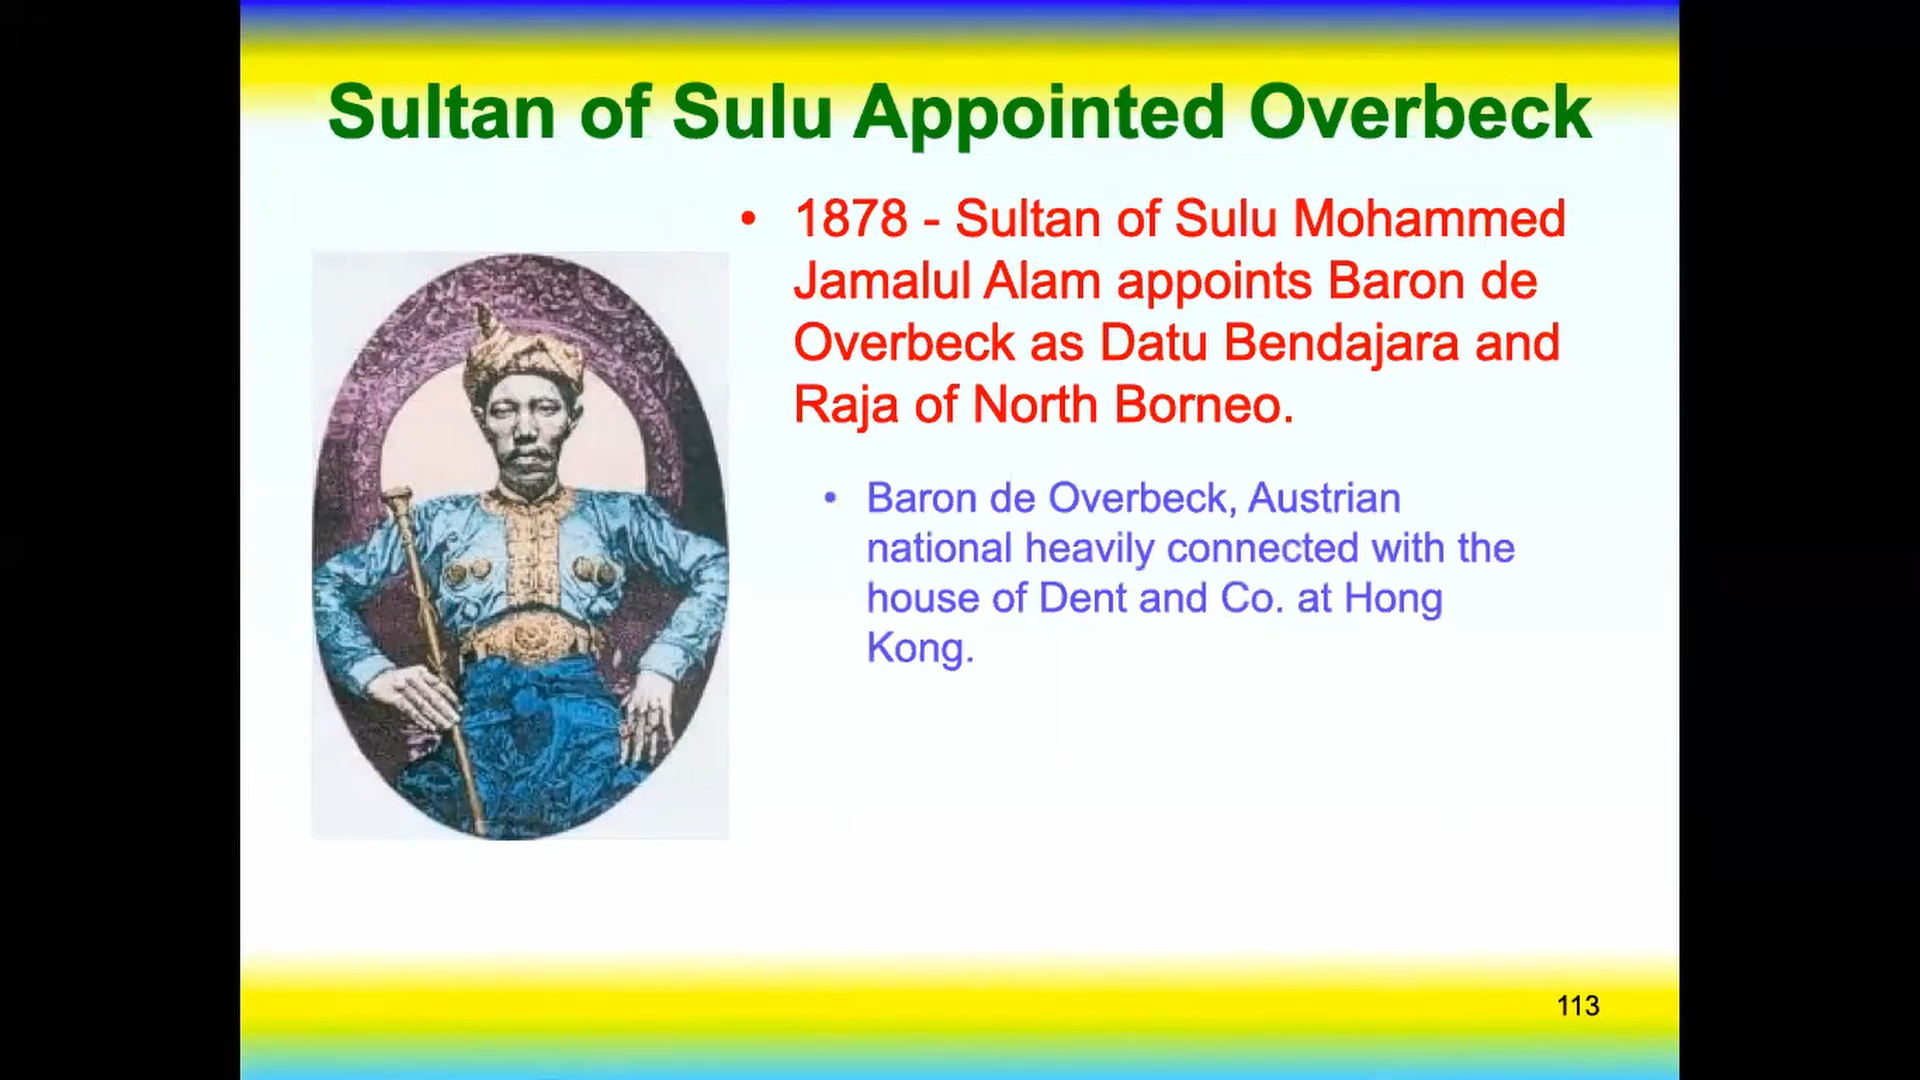 Sultan of Sulu Appointed Overbeck
• 1878 - Sultan of Sulu Mohammed
Jamalul Alam appoints Baron de
Overbeck as Datu Bendajara and
Raja of North Borneo.
• Baron de Overbeck, Austrian
national heavily connected with the
house of Dent and Co. at Hong
Kong.
113